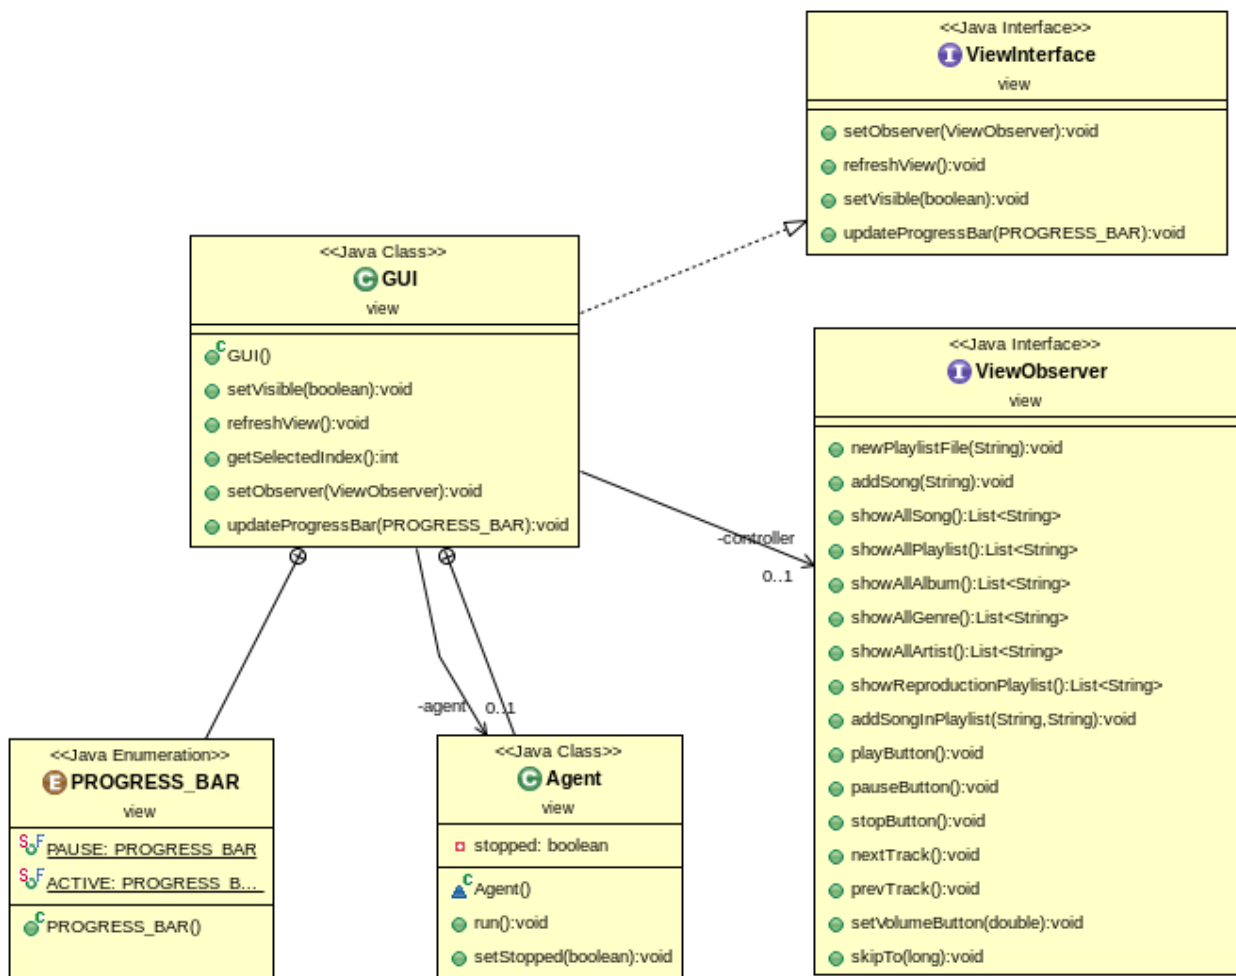 <<Java Interface>>
ViewInterface
view
setObserver(ViewObserver):void
refreshView():void
setVisible(boolean):void
updateProgressBar(PROGRESS_BAR):void
<<Java Class>>
GUI
view
GUI()
setVisible(boolean):void
refreshView():void
getSelectedIndex():int
setObserver(ViewObserver):void
updateProgressBar(PROGRESS_BAR):void
<<Java Interface>>
ViewObserver
view
newPlaylistFile(String):void
addSong(String):void
showAllSong():List<String>
showAllPlaylist():List<String>
showAllAlbum():List<String>
showAllGenre():List<String>
showAllArtist():List<String>
showReproductionPlaylist():List<String>
addSongInPlaylist(String,String):void
playButton():void
pauseButton():void
stopButton():void
nextTrack():void
prevTrack():void
setVolumeButton(double):void
skipTo(long):void
-controller
0..1
-agent
0..1
<<Java Enumeration>>
PROGRESS_BAR
view
PAUSE: PROGRESS_BAR
ACTIVE: PROGRESS_B...
PROGRESS_BAR()
<<Java Class>>
Agent
view
stopped: boolean
Agent()
run():void
setStopped(boolean):void